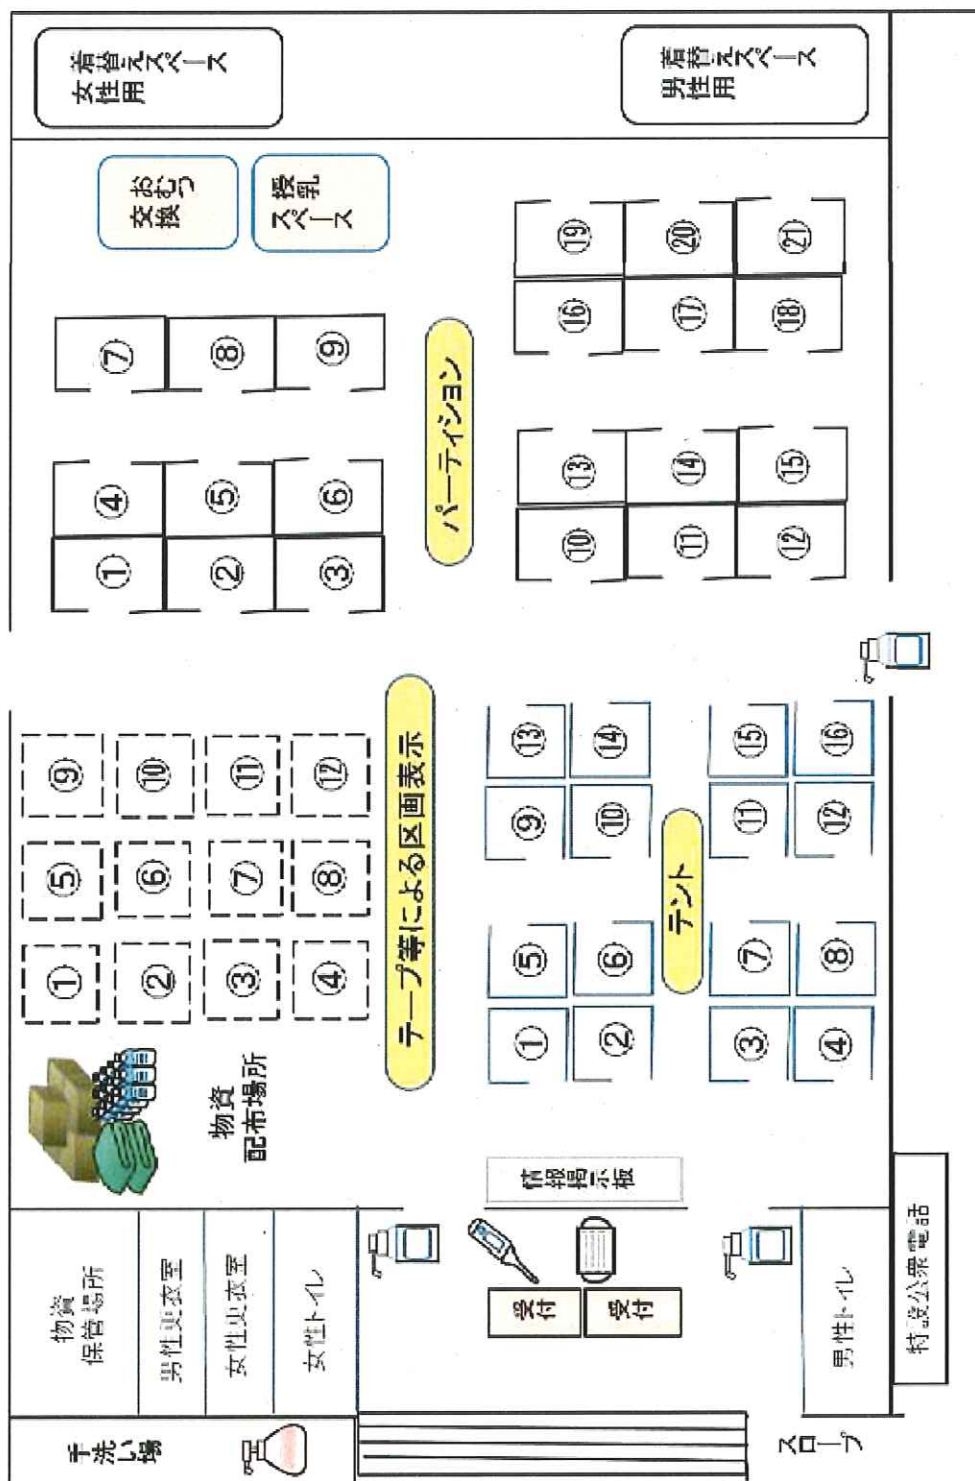 手洗い場
スロープ
物資
保管場所
男性更衣室
女性更衣室
女性トイレ
受付
受付
男性トイレ
特設公衆電話
物資
配布場所
情報掲示板
①
②
③
④
⑤
⑥
⑦
⑧
⑨
⑩
⑪
⑫
テープ等による区画表示
①
②
③
④
⑤
⑥
⑦
⑧
テント
⑨
⑩
⑪
⑫
⑬
⑭
⑮
⑯
①
②
③
④
⑤
⑥
⑦
⑧
⑨
パーティション
⑩
⑪
⑫
⑬
⑭
⑮
⑯
⑰
⑱
⑲
⑳
㉑
おむつ
交換
授乳
スペース
着替えスペース
女性用
着替えスペース
男性用